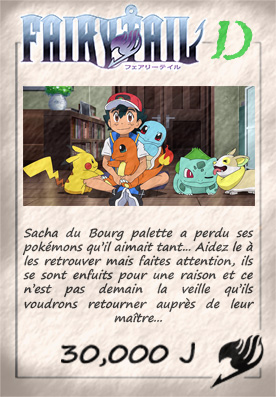 FAIRY TAIL D
フェアリーテイル
Sacha du Bourg palette a perdu ses
pokémons qu'il aimait tant... Aidez le à
les retrouver mais faites attention, ils
se sont enfuits pour une raison et ce
n'est pas demain la veille qu'ils
voudrons retourner auprès de leur
maître...
30,000 J